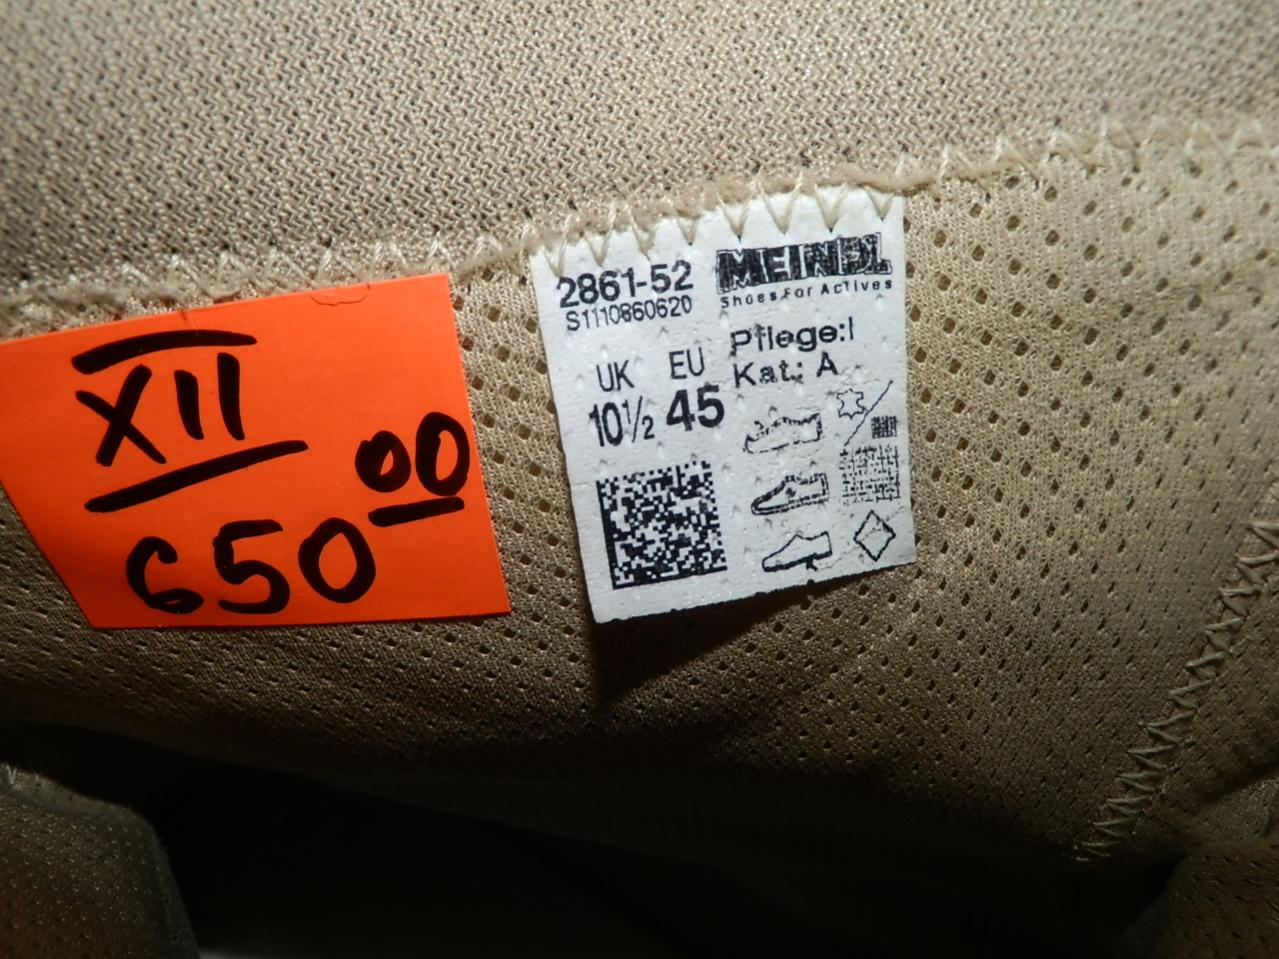 XII
650 00
2861-52
S1110860620
UK EU
10½ 45
MEINDL
Shoes For Actives
Pflege:I
Kat.: A